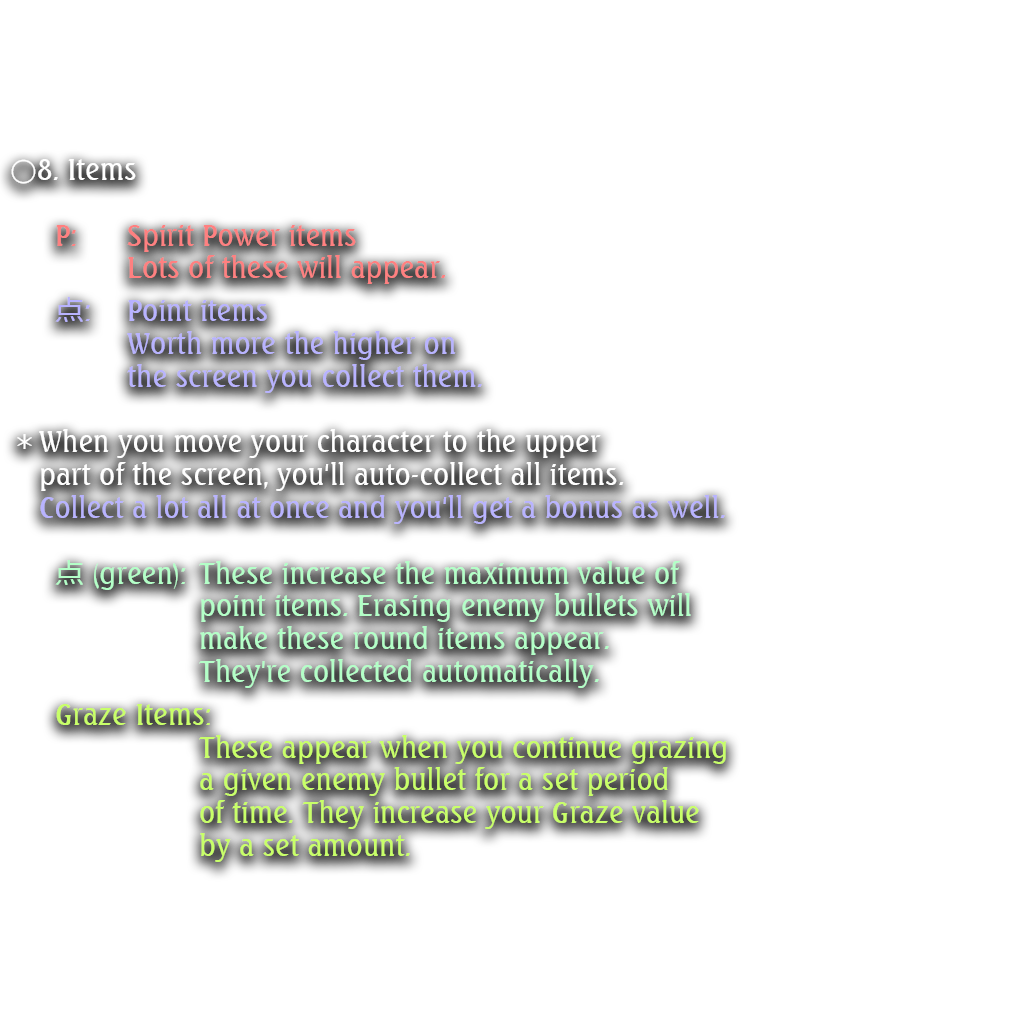 ○8. Items
P: Spirit Power items
Lots of these will appear.
点: Point items
Worth more the higher on
the screen you collect them.
＊When you move your character to the upper
part of the screen, you'll auto-collect all items.
Collect a lot all at once and you'll get a bonus as well.
点 (green): These increase the maximum value of
point items. Erasing enemy bullets will
make these round items appear.
They're collected automatically.
Graze Items:
These appear when you continue grazing
a given enemy bullet for a set period
of time. They increase your Graze value
by a set amount.